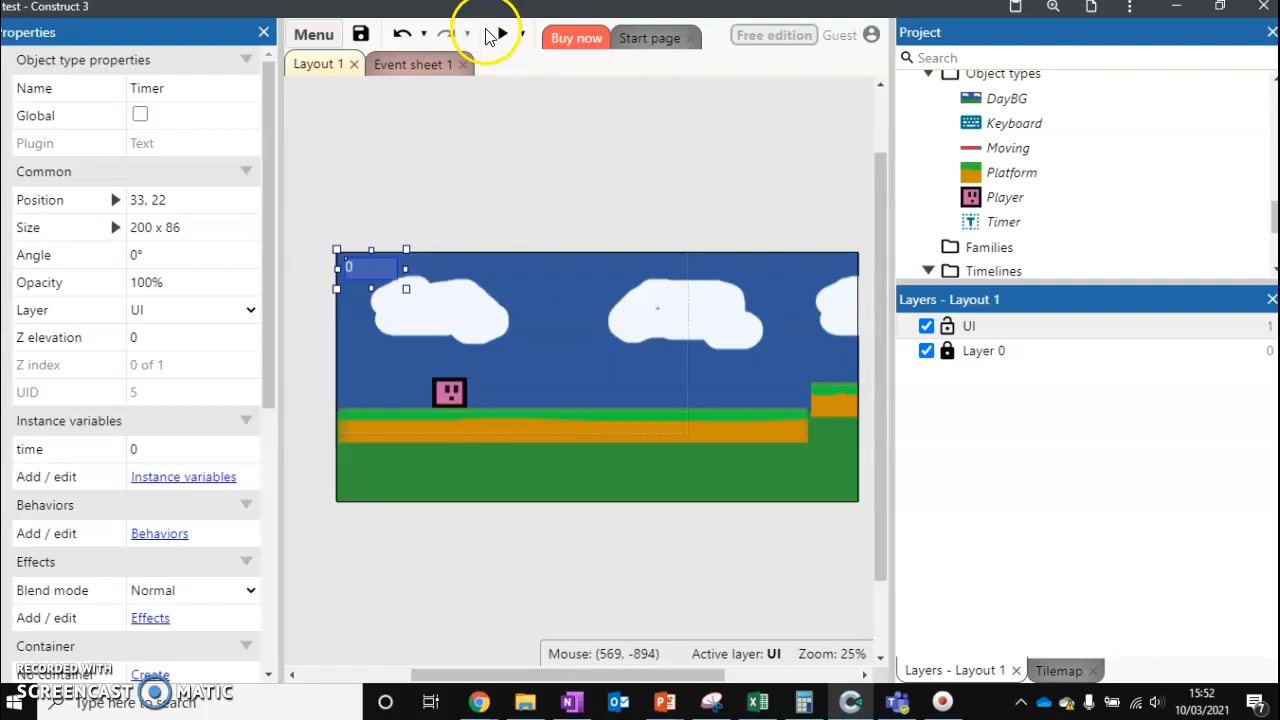 test - Construct 3
Properties
Object type properties
Name Timer
Global
Plugin Text
Common
Position 33, 22
Size 200 x 86
Angle 0°
Opacity 100%
Layer UI
Z elevation 0
Z index 0 of 1
UID 5
Instance variables
time 0
Add / edit Instance variables
Behaviors
Add / edit Behaviors
Effects
Blend mode Normal
Add / edit Effects
Container
No container Create
RECORDED WITH
SCREENCAST MATIC
Menu
Buy now
Start page
Free edition
Guest
Layout 1
Event sheet 1
0
Mouse: (569, -894)
Active layer: UI
Zoom: 25%
Project
Search
Object types
DayBG
Keyboard
Moving
Platform
Player
Timer
Families
Timelines
Layers - Layout 1
UI 1
Layer 0 0
Layers - Layout 1
Tilemap
Type here to search
15:52
10/03/2021
7